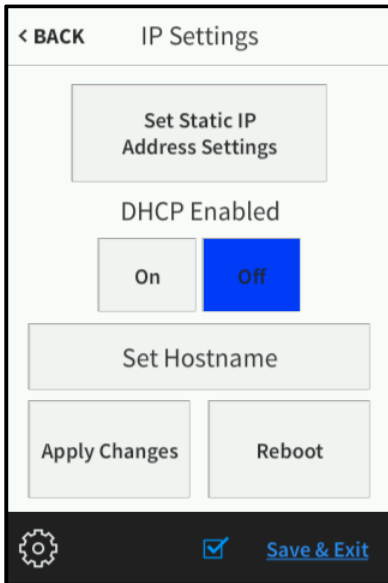 < BACK
IP Settings
Set Static IP
Address Settings
DHCP Enabled
On
Off
Set Hostname
Apply Changes
Reboot
Save & Exit